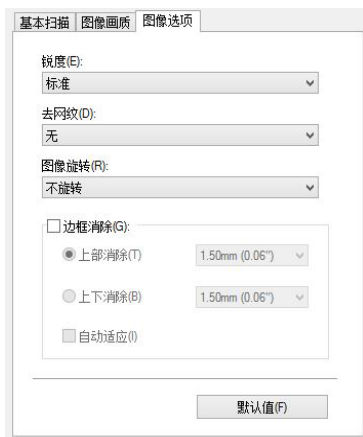 基本扫描 图像画质 图像选项
锐度(E):
标准
去网纹(D):
无
图像旋转(R):
不旋转
边框消除(G):
上部消除(T) 1.50mm (0.06")
上下消除(B) 1.50mm (0.06")
自动适应(I)
默认值(F)